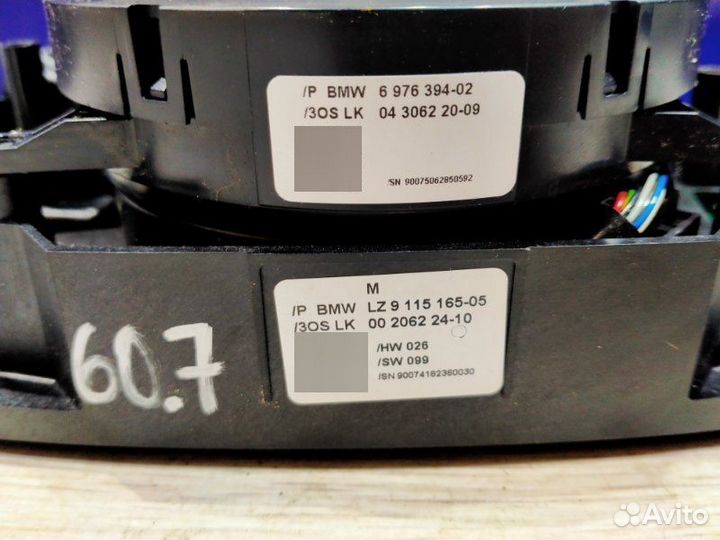 /P BMW 6 976 394-02
/3OS LK 04 3062 20-09
/SN 90075062850592
M
/P BMW LZ 9 115 165-05
/3OS LK 00 2062 24-10
/HW 026
/SW 099
/SN 90074162360030
60.7
Avito